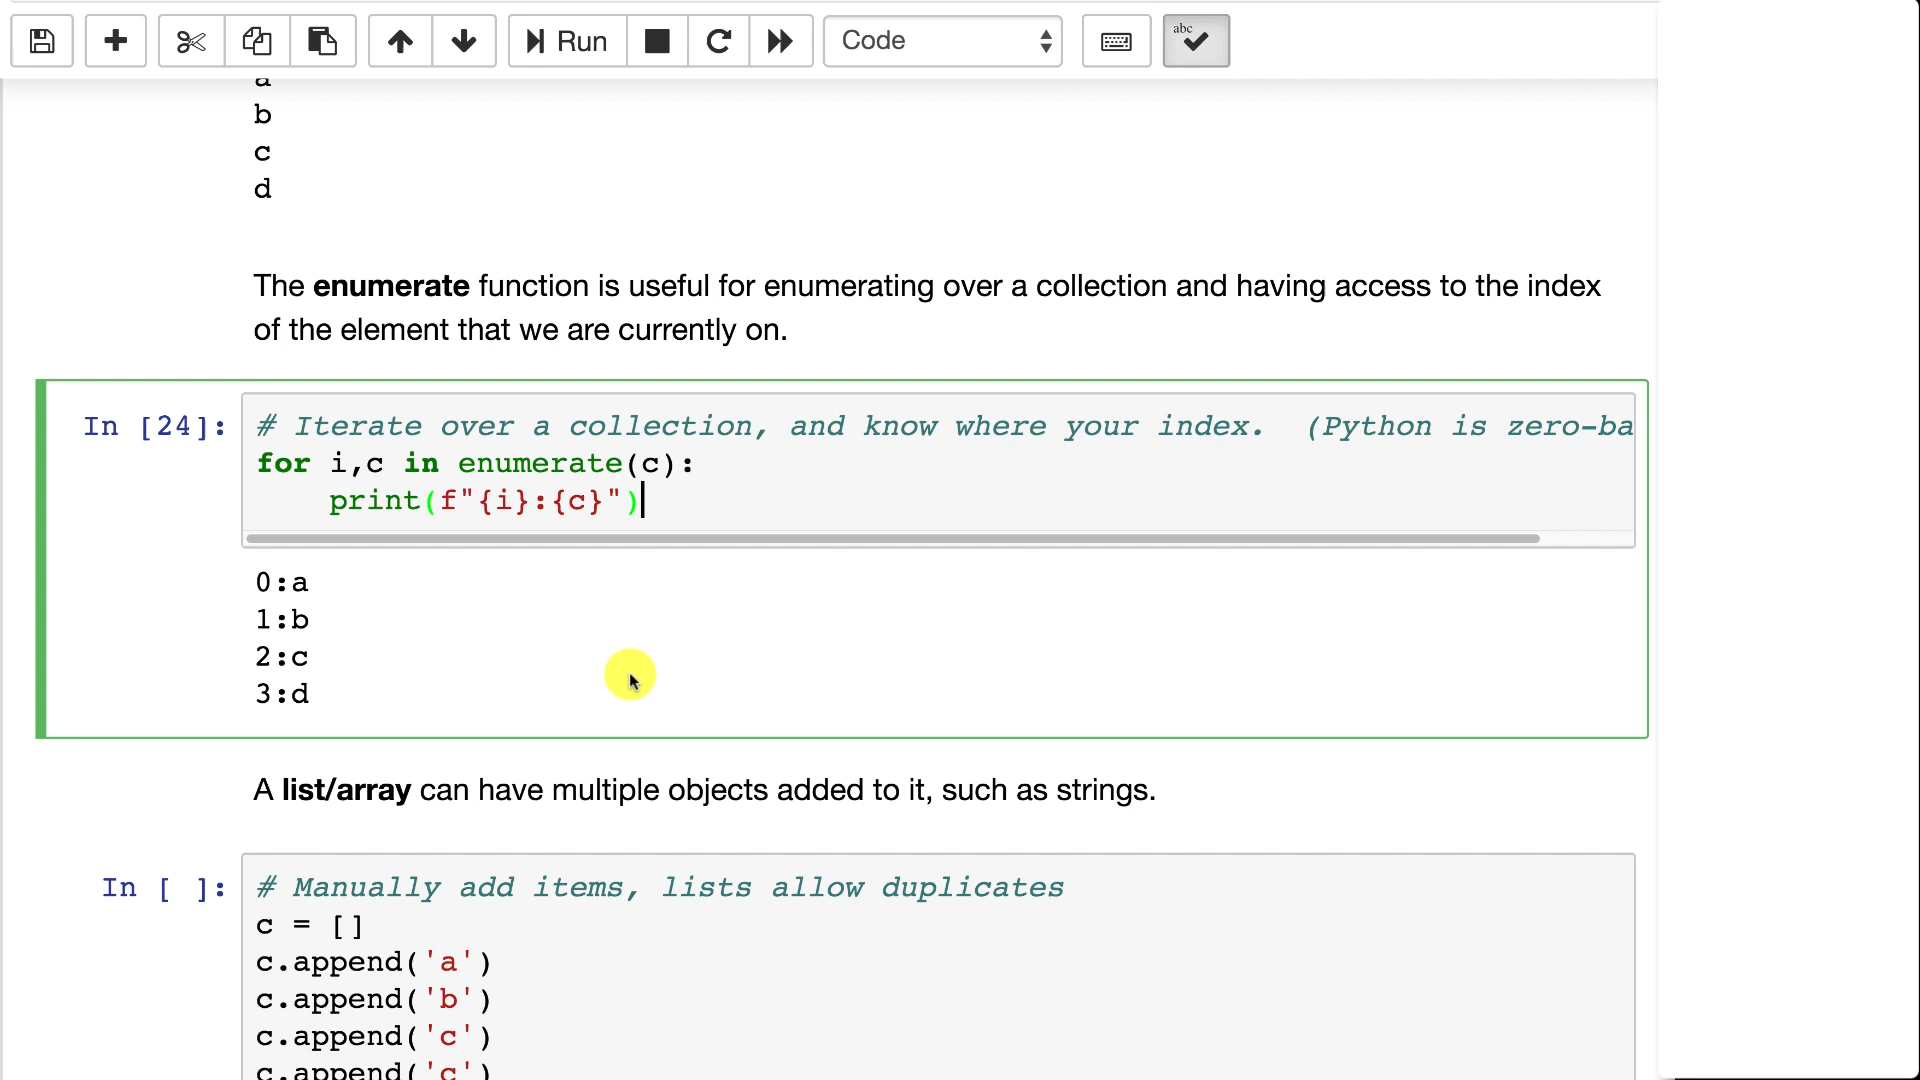 Run
Code
abc
a
b
c
d
The enumerate function is useful for enumerating over a collection and having access to the index
of the element that we are currently on.
In [24]:
# Iterate over a collection, and know where your index.  (Python is zero-ba
for i,c in enumerate(c):
    print(f"{i}:{c}")
0:a
1:b
2:c
3:d
A list/array can have multiple objects added to it, such as strings.
In [ ]:
# Manually add items, lists allow duplicates
c = []
c.append('a')
c.append('b')
c.append('c')
c.append('c')